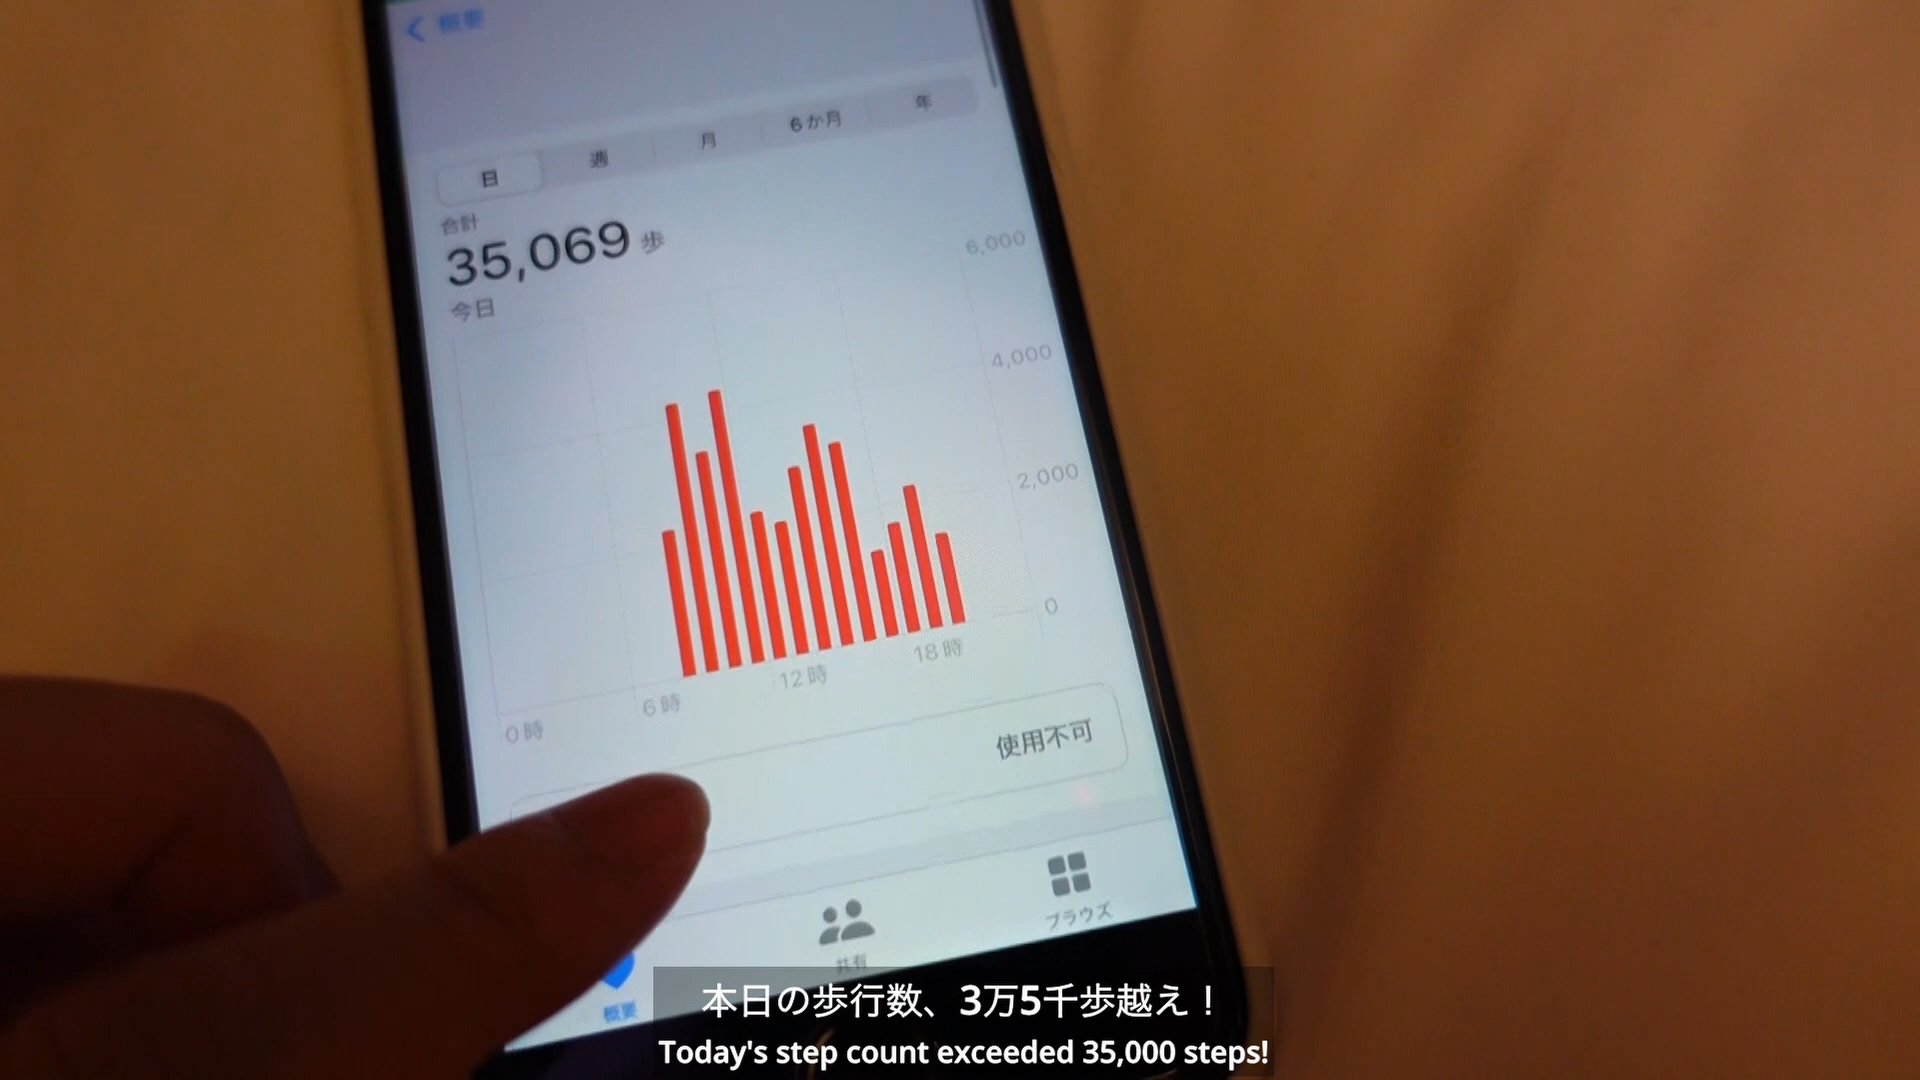 概要
日 週 月 6か月 年
合計
35,069 歩
今日
6,000
4,000
2,000
0
0時 6時 12時 18時
使用不可
概要 共有 ブラウズ
本日の歩行数、3万5千歩越え！
Today's step count exceeded 35,000 steps!